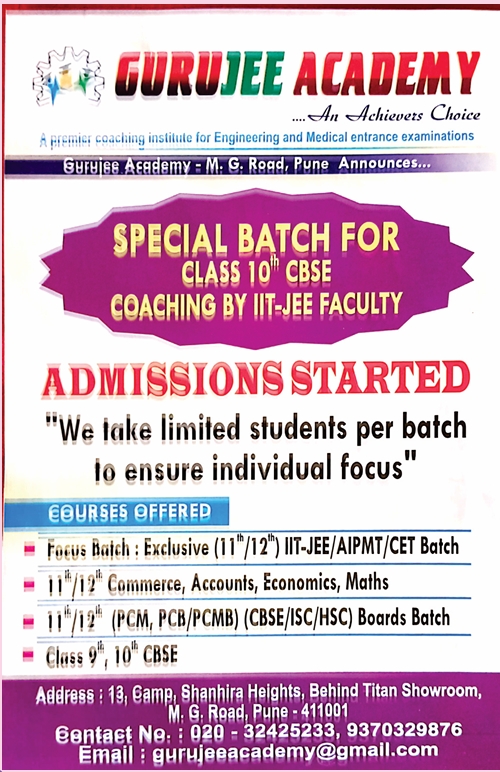 GURUJEE ACADEMY
....An Achievers Choice
A premier coaching institute for Engineering and Medical entrance examinations
Gurujee Academy - M. G. Road, Pune Announces...
SPECIAL BATCH FOR
CLASS 10th CBSE
COACHING BY IIT-JEE FACULTY
ADMISSIONS STARTED
"We take limited students per batch
to ensure individual focus"
COURSES OFFERED
Focus Batch : Exclusive (11th/12th) IIT-JEE/AIPMT/CET Batch
11th/12th Commerce, Accounts, Economics, Maths
11th/12th (PCM, PCB/PCMB) (CBSE/ISC/HSC) Boards Batch
Class 9th, 10th CBSE
Address : 13, Camp, Shanhira Heights, Behind Titan Showroom,
M. G. Road, Pune - 411001
Contact No. : 020 - 32425233, 9370329876
Email : gurujeeacademy@gmail.com